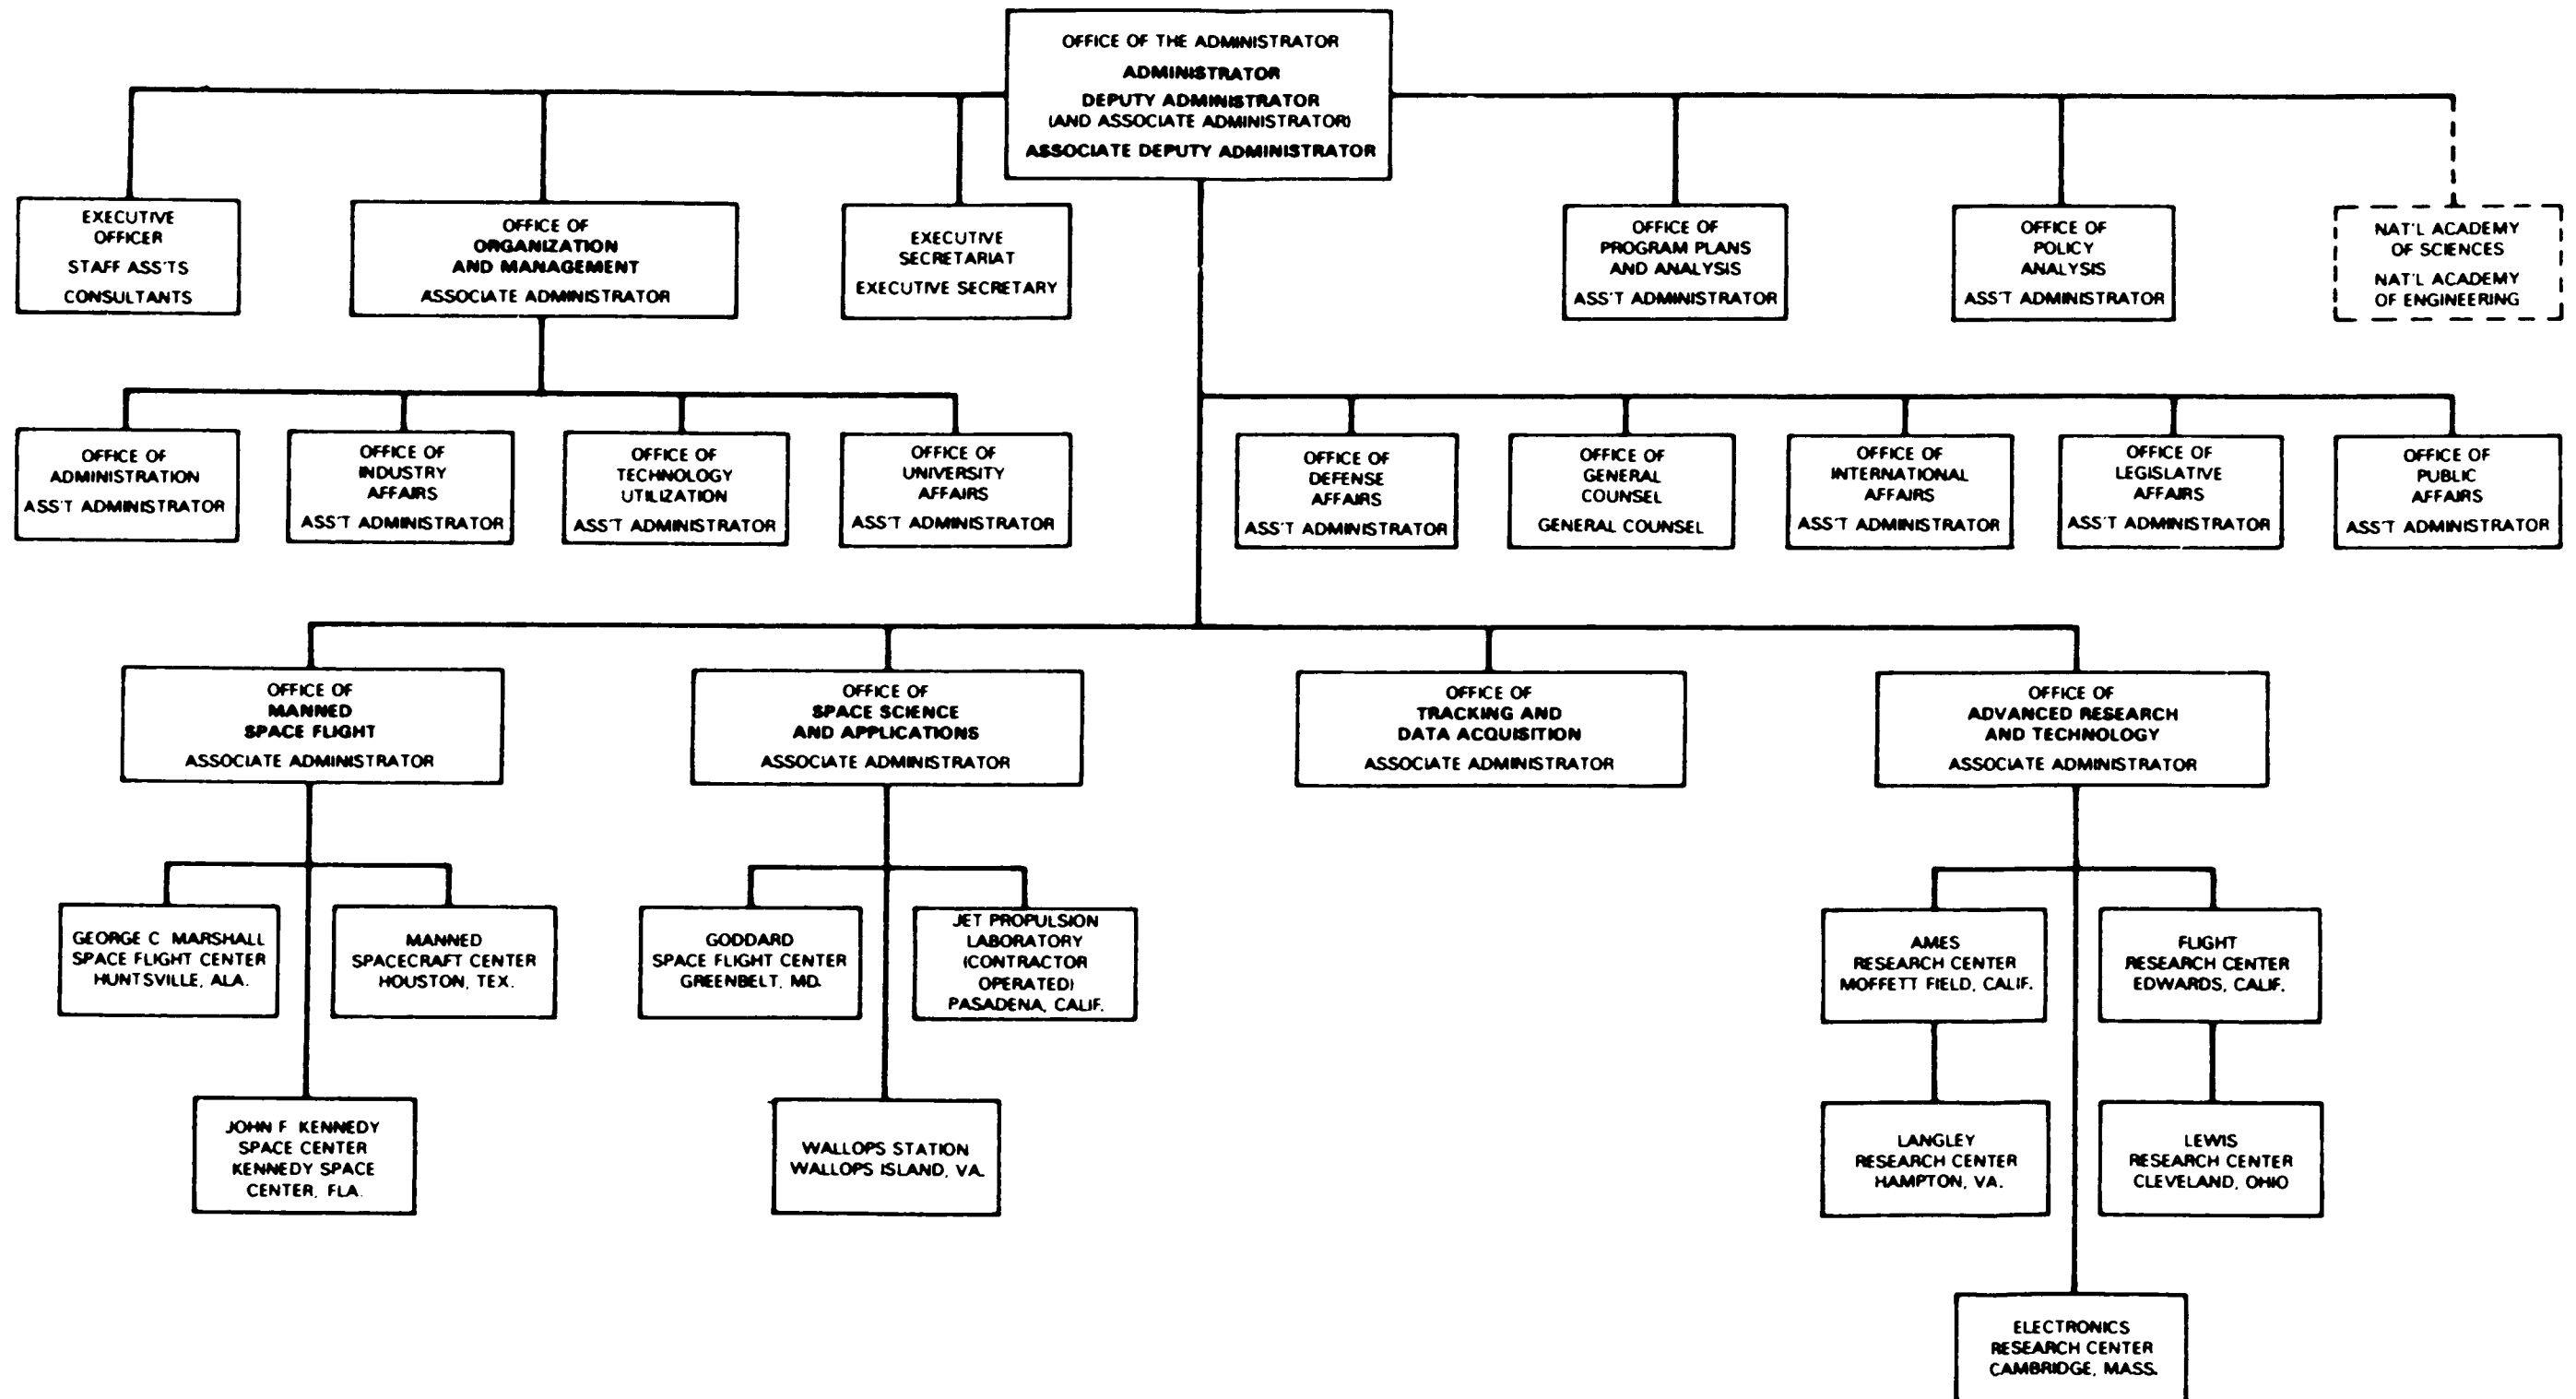 OFFICE OF THE ADMINISTRATOR
ADMINISTRATOR
DEPUTY ADMINISTRATOR
(AND ASSOCIATE ADMINISTRATOR)
ASSOCIATE DEPUTY ADMINISTRATOR
EXECUTIVE
OFFICER
STAFF ASS'TS
CONSULTANTS
OFFICE OF
ORGANIZATION
AND MANAGEMENT
ASSOCIATE ADMINISTRATOR
EXECUTIVE
SECRETARIAT
EXECUTIVE SECRETARY
OFFICE OF
PROGRAM PLANS
AND ANALYSIS
ASS'T ADMINISTRATOR
OFFICE OF
POLICY
ANALYSIS
ASS'T ADMINISTRATOR
NAT'L ACADEMY
OF SCIENCES
NAT'L ACADEMY
OF ENGINEERING
OFFICE OF
ADMINISTRATION
ASS'T ADMINISTRATOR
OFFICE OF
INDUSTRY
AFFAIRS
ASS'T ADMINISTRATOR
OFFICE OF
TECHNOLOGY
UTILIZATION
ASS'T ADMINISTRATOR
OFFICE OF
UNIVERSITY
AFFAIRS
ASS'T ADMINISTRATOR
OFFICE OF
DEFENSE
AFFAIRS
ASS'T ADMINISTRATOR
OFFICE OF
GENERAL
COUNSEL
GENERAL COUNSEL
OFFICE OF
INTERNATIONAL
AFFAIRS
ASS'T ADMINISTRATOR
OFFICE OF
LEGISLATIVE
AFFAIRS
ASS'T ADMINISTRATOR
OFFICE OF
PUBLIC
AFFAIRS
ASS'T ADMINISTRATOR
OFFICE OF
MANNED
SPACE FLIGHT
ASSOCIATE ADMINISTRATOR
OFFICE OF
SPACE SCIENCE
AND APPLICATIONS
ASSOCIATE ADMINISTRATOR
OFFICE OF
TRACKING AND
DATA ACQUISITION
ASSOCIATE ADMINISTRATOR
OFFICE OF
ADVANCED RESEARCH
AND TECHNOLOGY
ASSOCIATE ADMINISTRATOR
GEORGE C MARSHALL
SPACE FLIGHT CENTER
HUNTSVILLE, ALA.
MANNED
SPACECRAFT CENTER
HOUSTON, TEX.
GODDARD
SPACE FLIGHT CENTER
GREENBELT, MD.
JET PROPULSION
LABORATORY
(CONTRACTOR
OPERATED)
PASADENA, CALIF.
AMES
RESEARCH CENTER
MOFFETT FIELD, CALIF.
FLIGHT
RESEARCH CENTER
EDWARDS, CALIF.
JOHN F KENNEDY
SPACE CENTER
KENNEDY SPACE
CENTER, FLA.
WALLOPS STATION
WALLOPS ISLAND, VA.
LANGLEY
RESEARCH CENTER
HAMPTON, VA.
LEWIS
RESEARCH CENTER
CLEVELAND, OHIO
ELECTRONICS
RESEARCH CENTER
CAMBRIDGE, MASS.